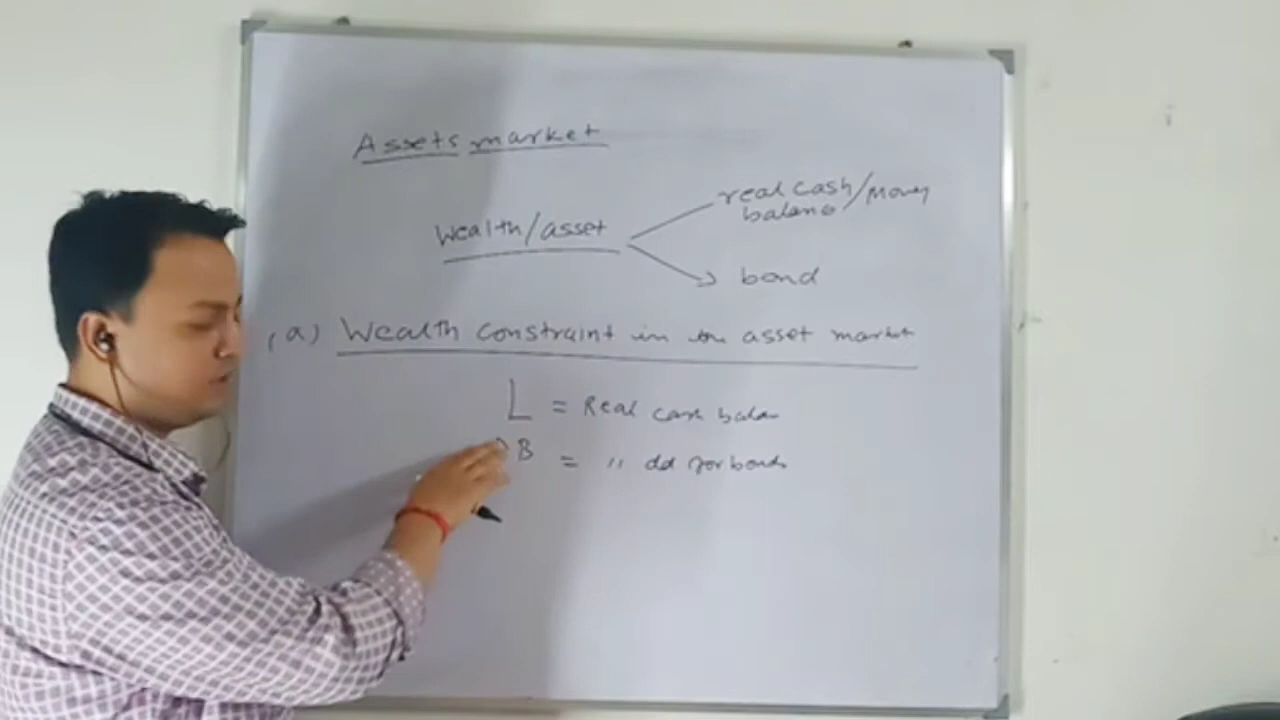 Assets market
real cash/Money
balance
Wealth/asset
bond
(a) Wealth constraint in the asset market
L = Real cash balan
B = " dd for bonds